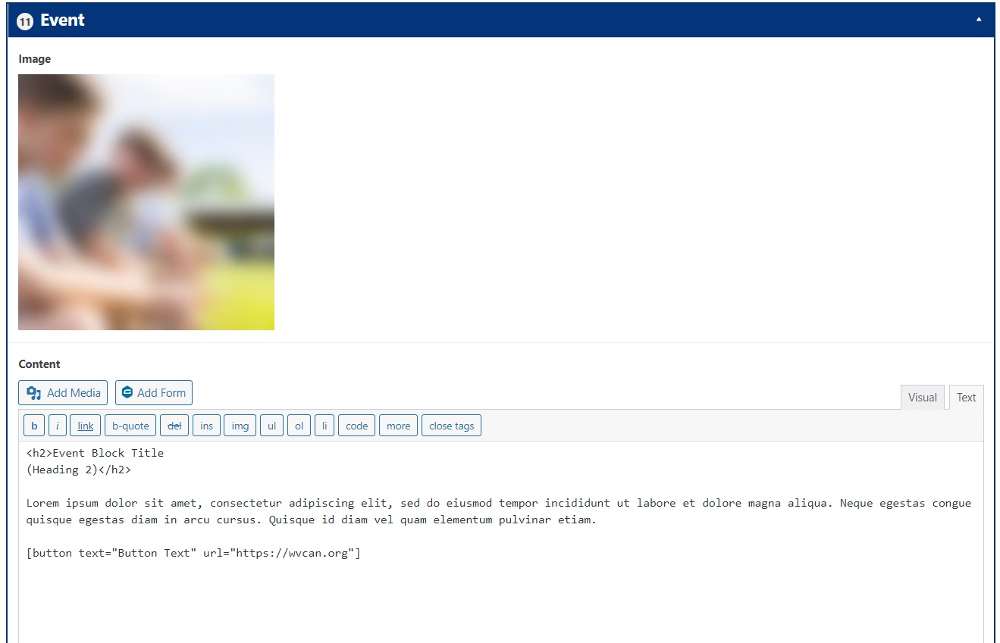 11 Event
Image
Content
Add Media Add Form
Visual Text
b i link b-quote del ins img ul ol li code more close tags
<h2>Event Block Title
(Heading 2)</h2>
Lorem ipsum dolor sit amet, consectetur adipiscing elit, sed do eiusmod tempor incididunt ut labore et dolore magna aliqua. Neque egestas congue
quisque egestas diam in arcu cursus. Quisque id diam vel quam elementum pulvinar etiam.
[button text="Button Text" url="https://wvcan.org"]